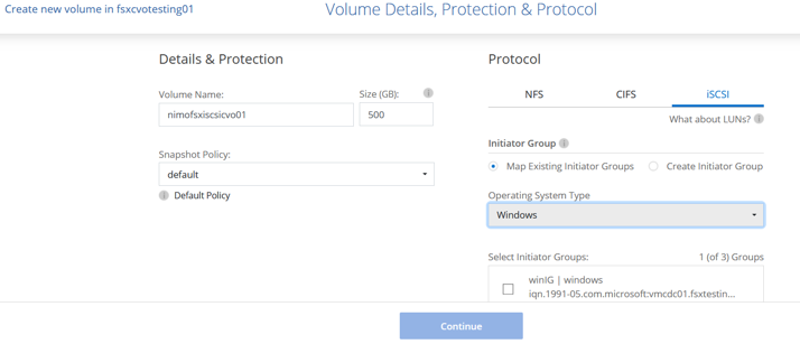 Create new volume in fsxcvotesting01
Volume Details, Protection & Protocol
Details & Protection
Volume Name:
Size (GB):
nimofsxiscsicvo01
500
Snapshot Policy:
default
Default Policy
Protocol
NFS
CIFS
iSCSI
What about LUNs?
Initiator Group
Map Existing Initiator Groups
Create Initiator Group
Operating System Type
Windows
Select Initiator Groups:
1 (of 3) Groups
winIG | windows
iqn.1991-05.com.microsoft:vmcdc01.fsxtestin...
Continue